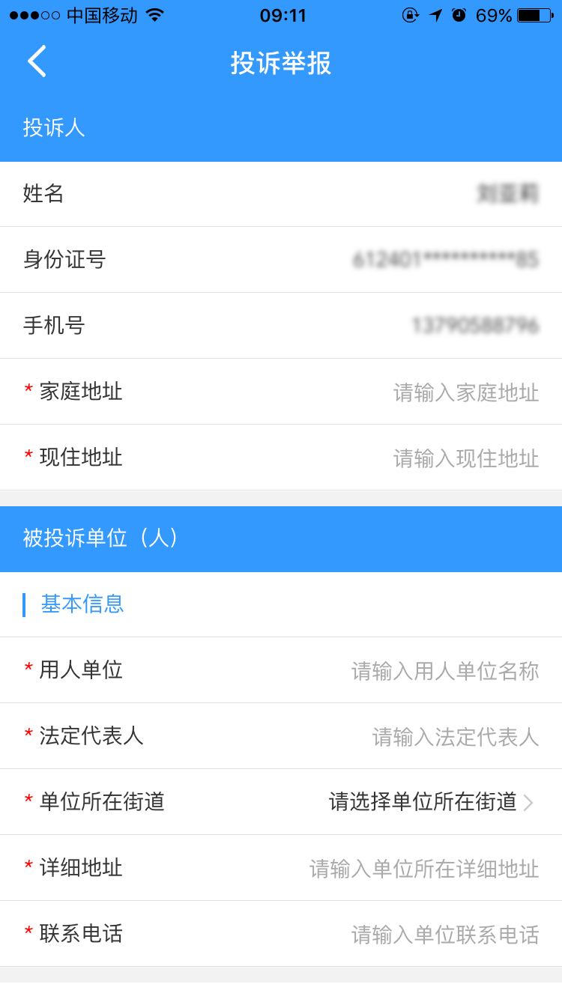 中国移动 09:11 69%
投诉举报
投诉人
姓名
身份证号
手机号
* 家庭地址 请输入家庭地址
* 现住地址 请输入现住地址
被投诉单位（人）
基本信息
* 用人单位 请输入用人单位名称
* 法定代表人 请输入法定代表人
* 单位所在街道 请选择单位所在街道
* 详细地址 请输入单位所在详细地址
* 联系电话 请输入单位联系电话